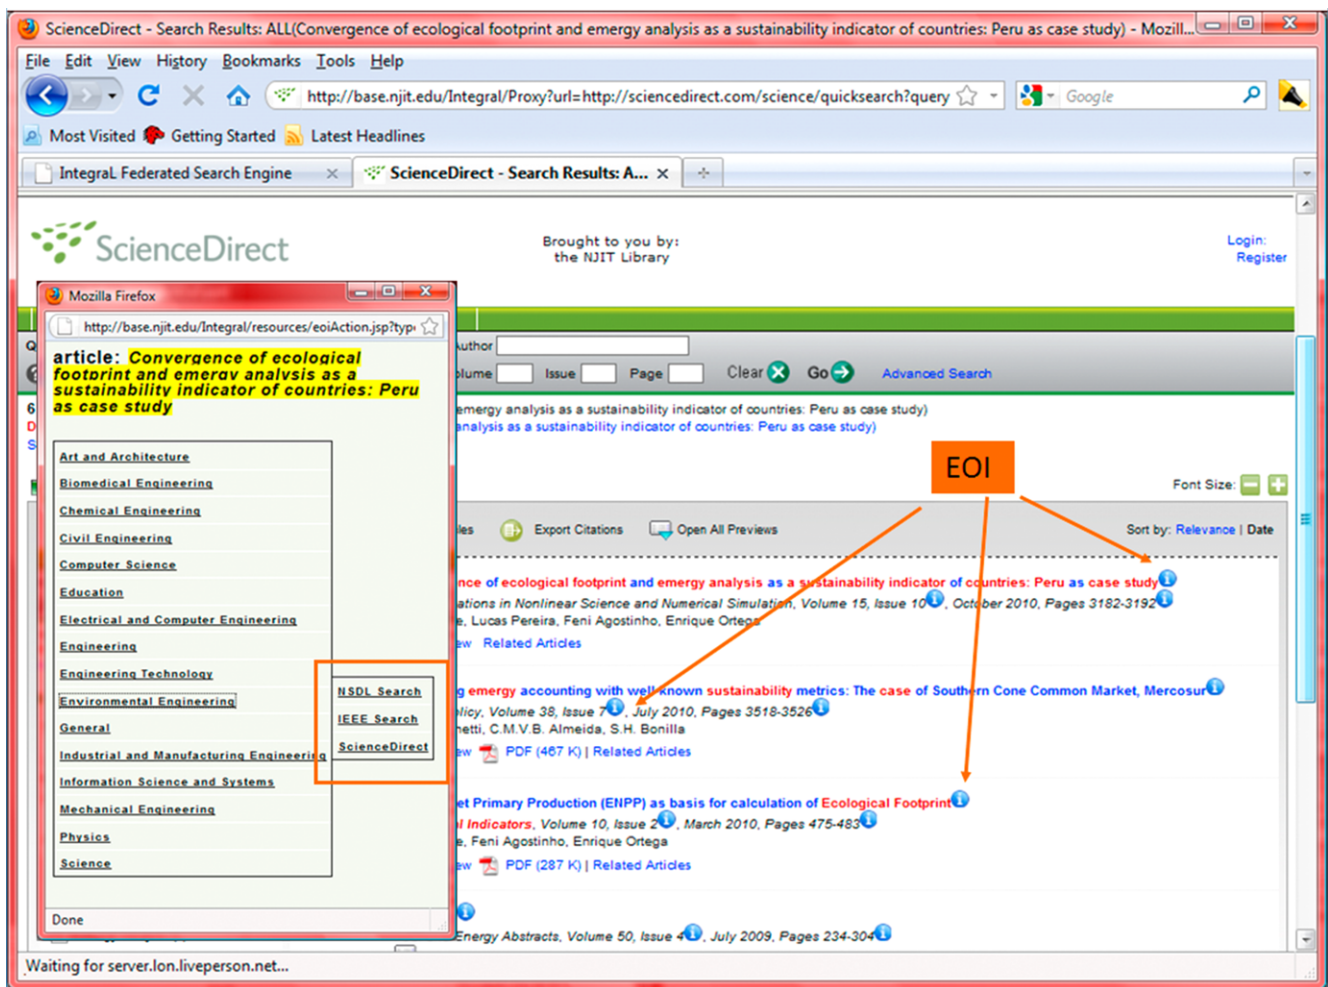 ScienceDirect - Search Results: ALL(Convergence of ecological footprint and emergy analysis as a sustainability indicator of countries: Peru as case study) - Mozill...
File Edit View History Bookmarks Tools Help
http://base.njit.edu/Integral/Proxy?url=http://sciencedirect.com/science/quicksearch?query
Google
Most Visited Getting Started Latest Headlines
IntegraL Federated Search Engine
ScienceDirect - Search Results: A...
ScienceDirect
Brought to you by:
the NJIT Library
Login:
Register
Mozilla Firefox
http://base.njit.edu/Integral/resources/eoiAction.jsp?typ
article: Convergence of ecological
footprint and emergy analysis as a
sustainability indicator of countries: Peru
as case study
Art and Architecture
Biomedical Engineering
Chemical Engineering
Civil Engineering
Computer Science
Education
Electrical and Computer Engineering
Engineering
Engineering Technology
Environmental Engineering
General
Industrial and Manufacturing Engineering
Information Science and Systems
Mechanical Engineering
Physics
Science
NSDL Search
IEEE Search
ScienceDirect
Done
uthor
olume Issue Page Clear Go Advanced Search
emergy analysis as a sustainability indicator of countries: Peru as case study)
analysis as a sustainability indicator of countries: Peru as case study)
EOI
Font Size:
les Export Citations Open All Previews
Sort by: Relevance | Date
nce of ecological footprint and emergy analysis as a sustainability indicator of countries: Peru as case study
ations in Nonlinear Science and Numerical Simulation, Volume 15, Issue 10, October 2010, Pages 3182-3192
e, Lucas Pereira, Feni Agostinho, Enrique Ortega
ew Related Articles
g emergy accounting with well known sustainability metrics: The case of Southern Cone Common Market, Mercosur
licy, Volume 38, Issue 7, July 2010, Pages 3518-3526
netti, C.M.V.B. Almeida, S.H. Bonilla
ew PDF (467 K) | Related Articles
et Primary Production (ENPP) as basis for calculation of Ecological Footprint
l Indicators, Volume 10, Issue 2, March 2010, Pages 475-483
e, Feni Agostinho, Enrique Ortega
ew PDF (287 K) | Related Articles
Energy Abstracts, Volume 50, Issue 4, July 2009, Pages 234-304
Waiting for server.lon.liveperson.net...